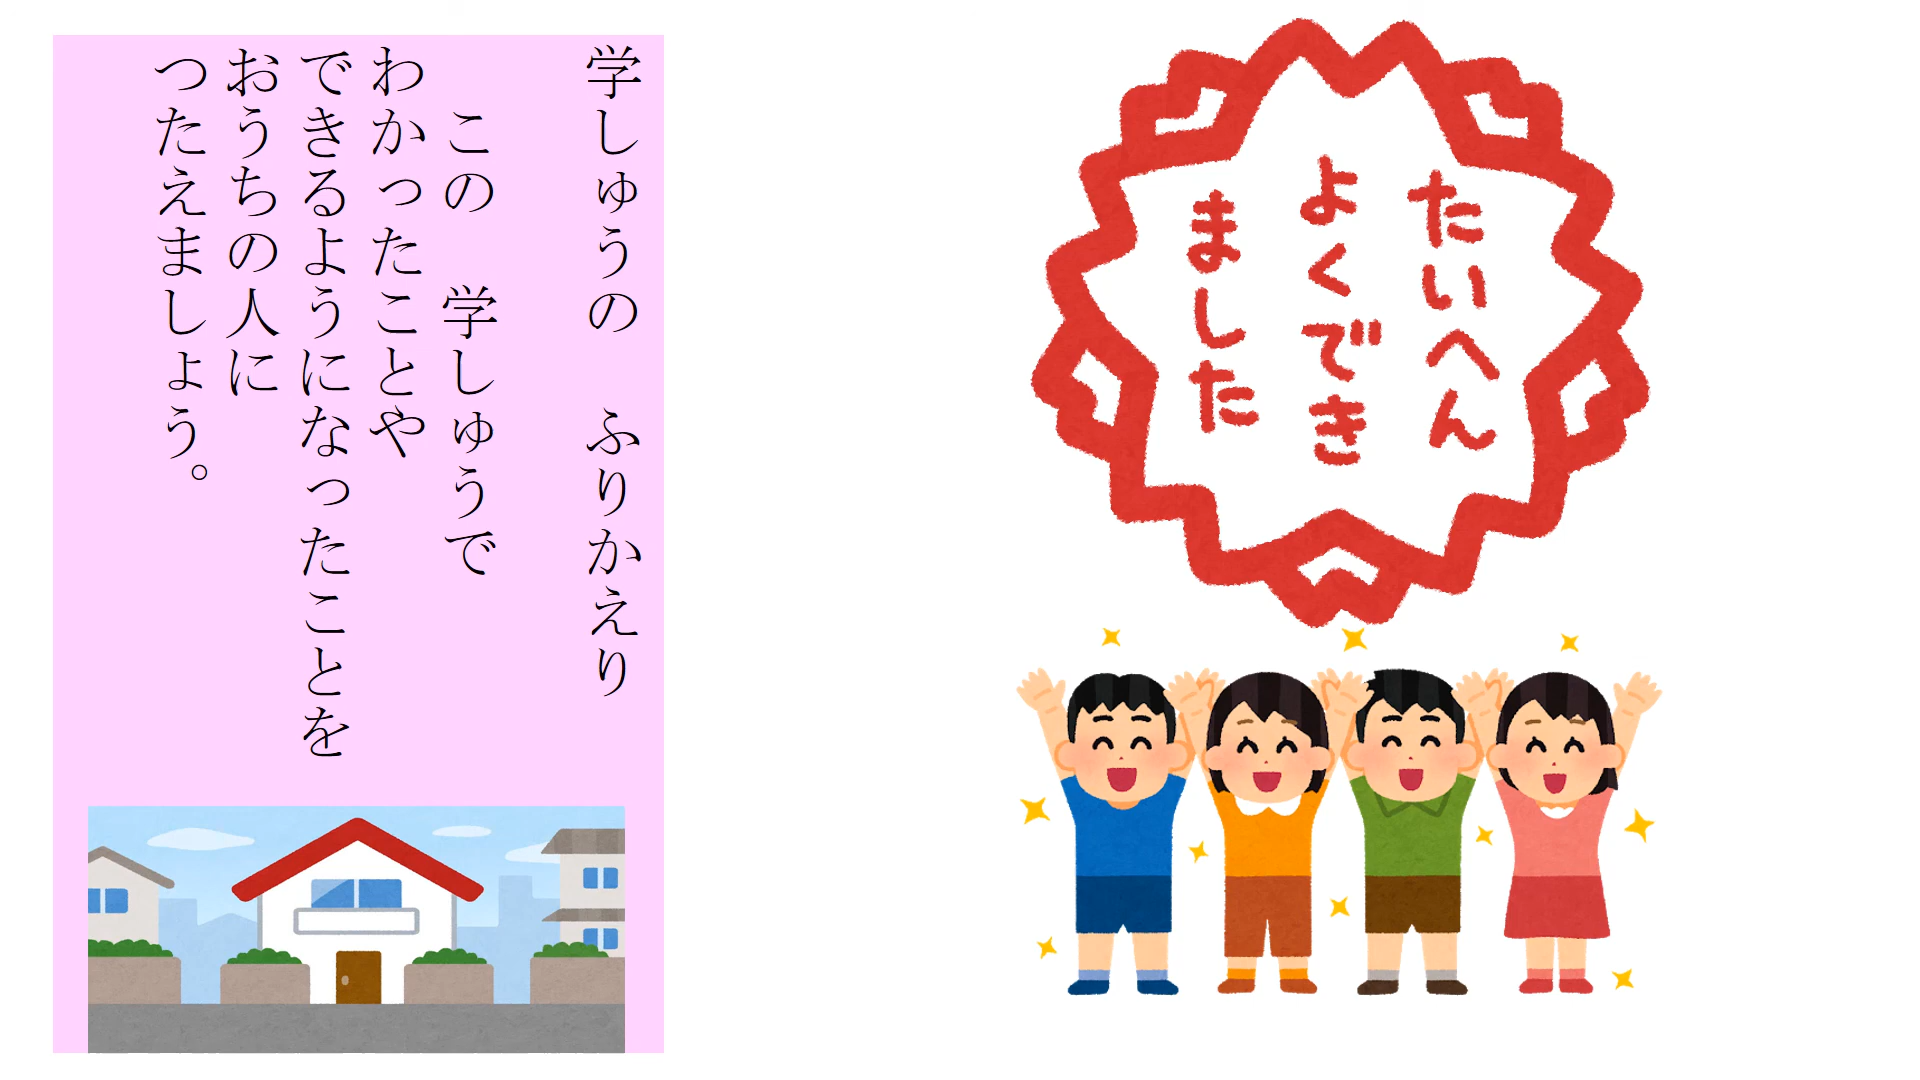 学しゅうの　ふりかえり
この　学しゅうで
わかったことや
できるようになったことを
おうちの人に
つたえましょう。
たいへん
よくでき
ました